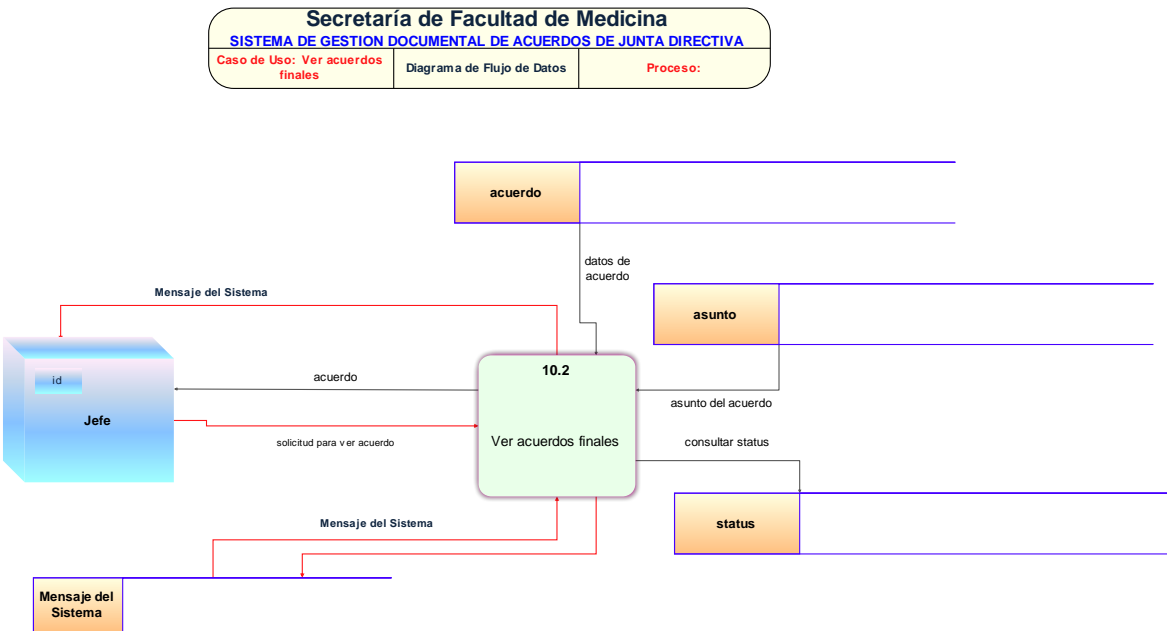 Secretaría de Facultad de Medicina
SISTEMA DE GESTION DOCUMENTAL DE ACUERDOS DE JUNTA DIRECTIVA
Caso de Uso: Ver acuerdos
finales
Diagrama de Flujo de Datos
Proceso:
acuerdo
datos de
acuerdo
Mensaje del Sistema
asunto
id
Jefe
acuerdo
10.2
Ver acuerdos finales
asunto del acuerdo
solicitud para ver acuerdo
consultar status
status
Mensaje del Sistema
Mensaje del
Sistema